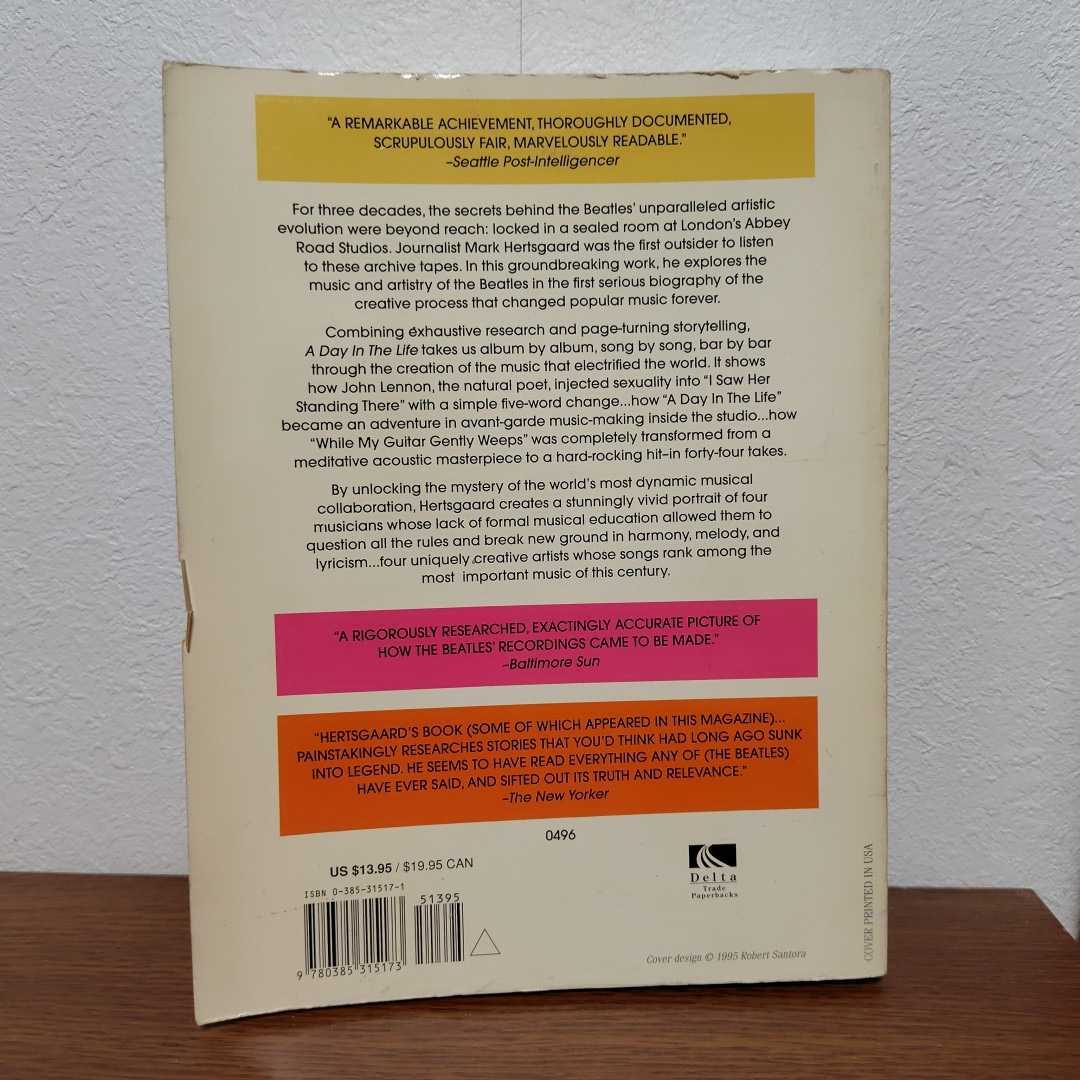 "A REMARKABLE ACHIEVEMENT, THOROUGHLY DOCUMENTED,
SCRUPULOUSLY FAIR, MARVELOUSLY READABLE."
–Seattle Post-Intelligencer
For three decades, the secrets behind the Beatles' unparalleled artistic
evolution were beyond reach: locked in a sealed room at London's Abbey
Road Studios. Journalist Mark Hertsgaard was the first outsider to listen
to these archive tapes. In this groundbreaking work, he explores the
music and artistry of the Beatles in the first serious biography of the
creative process that changed popular music forever.
Combining exhaustive research and page-turning storytelling,
A Day In The Life takes us album by album, song by song, bar by bar
through the creation of the music that electrified the world. It shows
how John Lennon, the natural poet, injected sexuality into "I Saw Her
Standing There" with a simple five-word change...how "A Day In The Life"
became an adventure in avant-garde music-making inside the studio...how
"While My Guitar Gently Weeps" was completely transformed from a
meditative acoustic masterpiece to a hard-rocking hit–in forty-four takes.
By unlocking the mystery of the world's most dynamic musical
collaboration, Hertsgaard creates a stunningly vivid portrait of four
musicians whose lack of formal musical education allowed them to
question all the rules and break new ground in harmony, melody, and
lyricism...four uniquely creative artists whose songs rank among the
most important music of this century.
"A RIGOROUSLY RESEARCHED, EXACTINGLY ACCURATE PICTURE OF
HOW THE BEATLES' RECORDINGS CAME TO BE MADE."
–Baltimore Sun
"HERTSGAARD'S BOOK (SOME OF WHICH APPEARED IN THIS MAGAZINE)...
PAINSTAKINGLY RESEARCHES STORIES THAT YOU'D THINK HAD LONG AGO SUNK
INTO LEGEND. HE SEEMS TO HAVE READ EVERYTHING ANY OF (THE BEATLES)
HAVE EVER SAID, AND SIFTED OUT ITS TRUTH AND RELEVANCE."
–The New Yorker
0496
US $13.95 / $19.95 CAN
ISBN 0-385-31517-1
51395
9 780385 315173
Delta
Trade
Paperbacks
Cover design © 1995 Robert Santora
COVER PRINTED IN USA